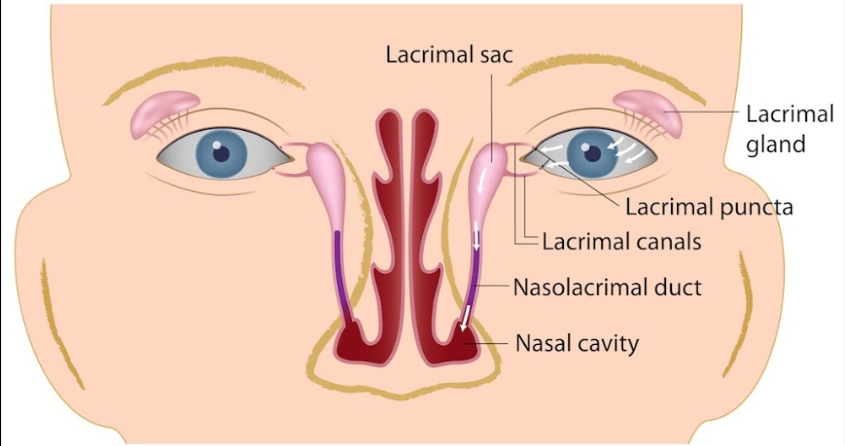 Lacrimal sac
Lacrimal
gland
Lacrimal puncta
Lacrimal canals
Nasolacrimal duct
Nasal cavity